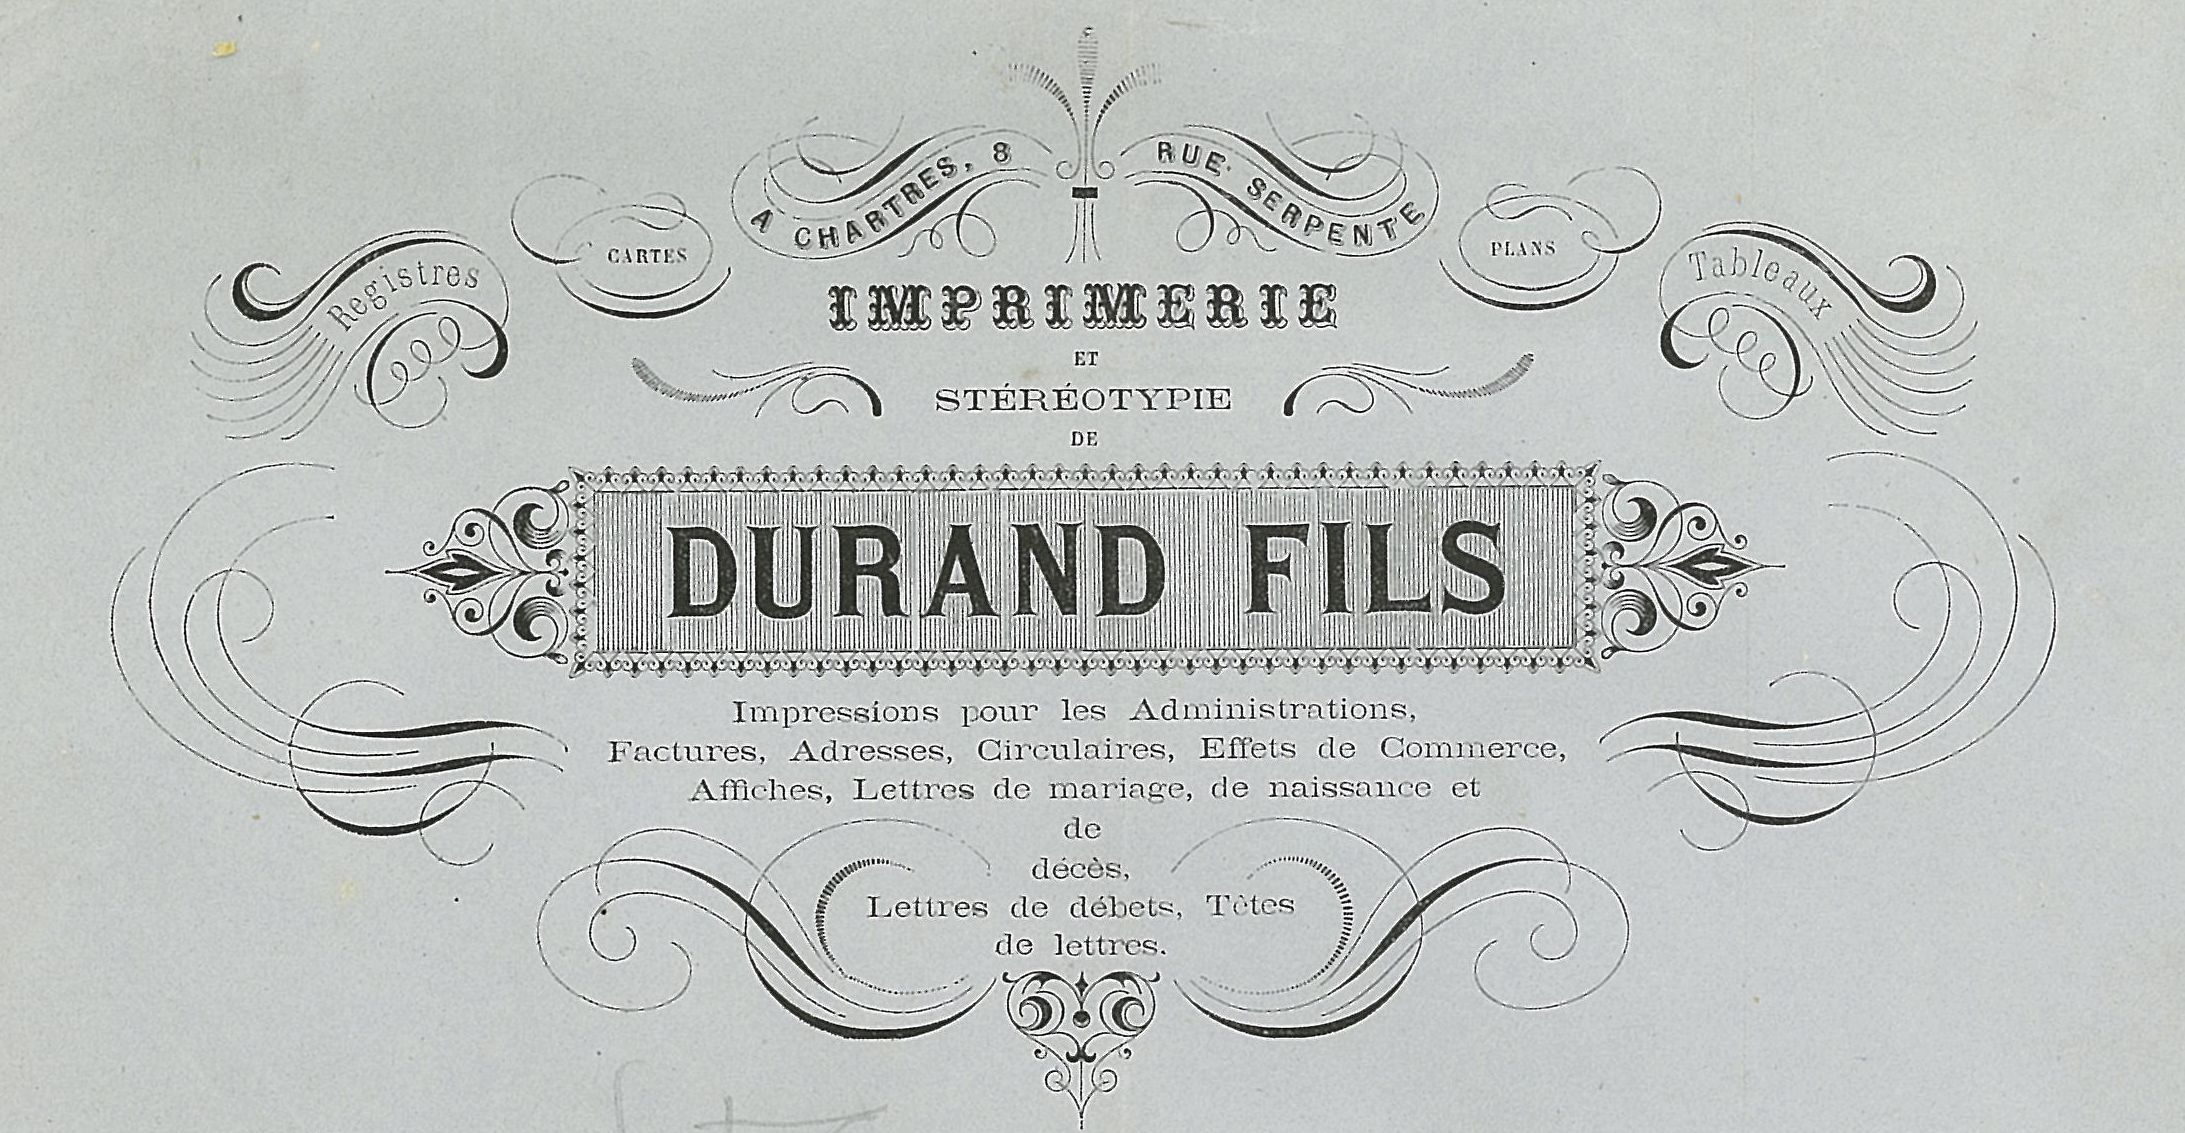 A CHARTRES, 8 RUE SERPENTE
Registres
CARTES
PLANS
Tableaux
IMPRIMERIE
ET
STÉRÉOTYPIE
DE
DURAND FILS
Impressions pour les Administrations,
Factures, Adresses, Circulaires, Effets de Commerce,
Affiches, Lettres de mariage, de naissance et
de
décès,
Lettres de débets, Têtes
de lettres.